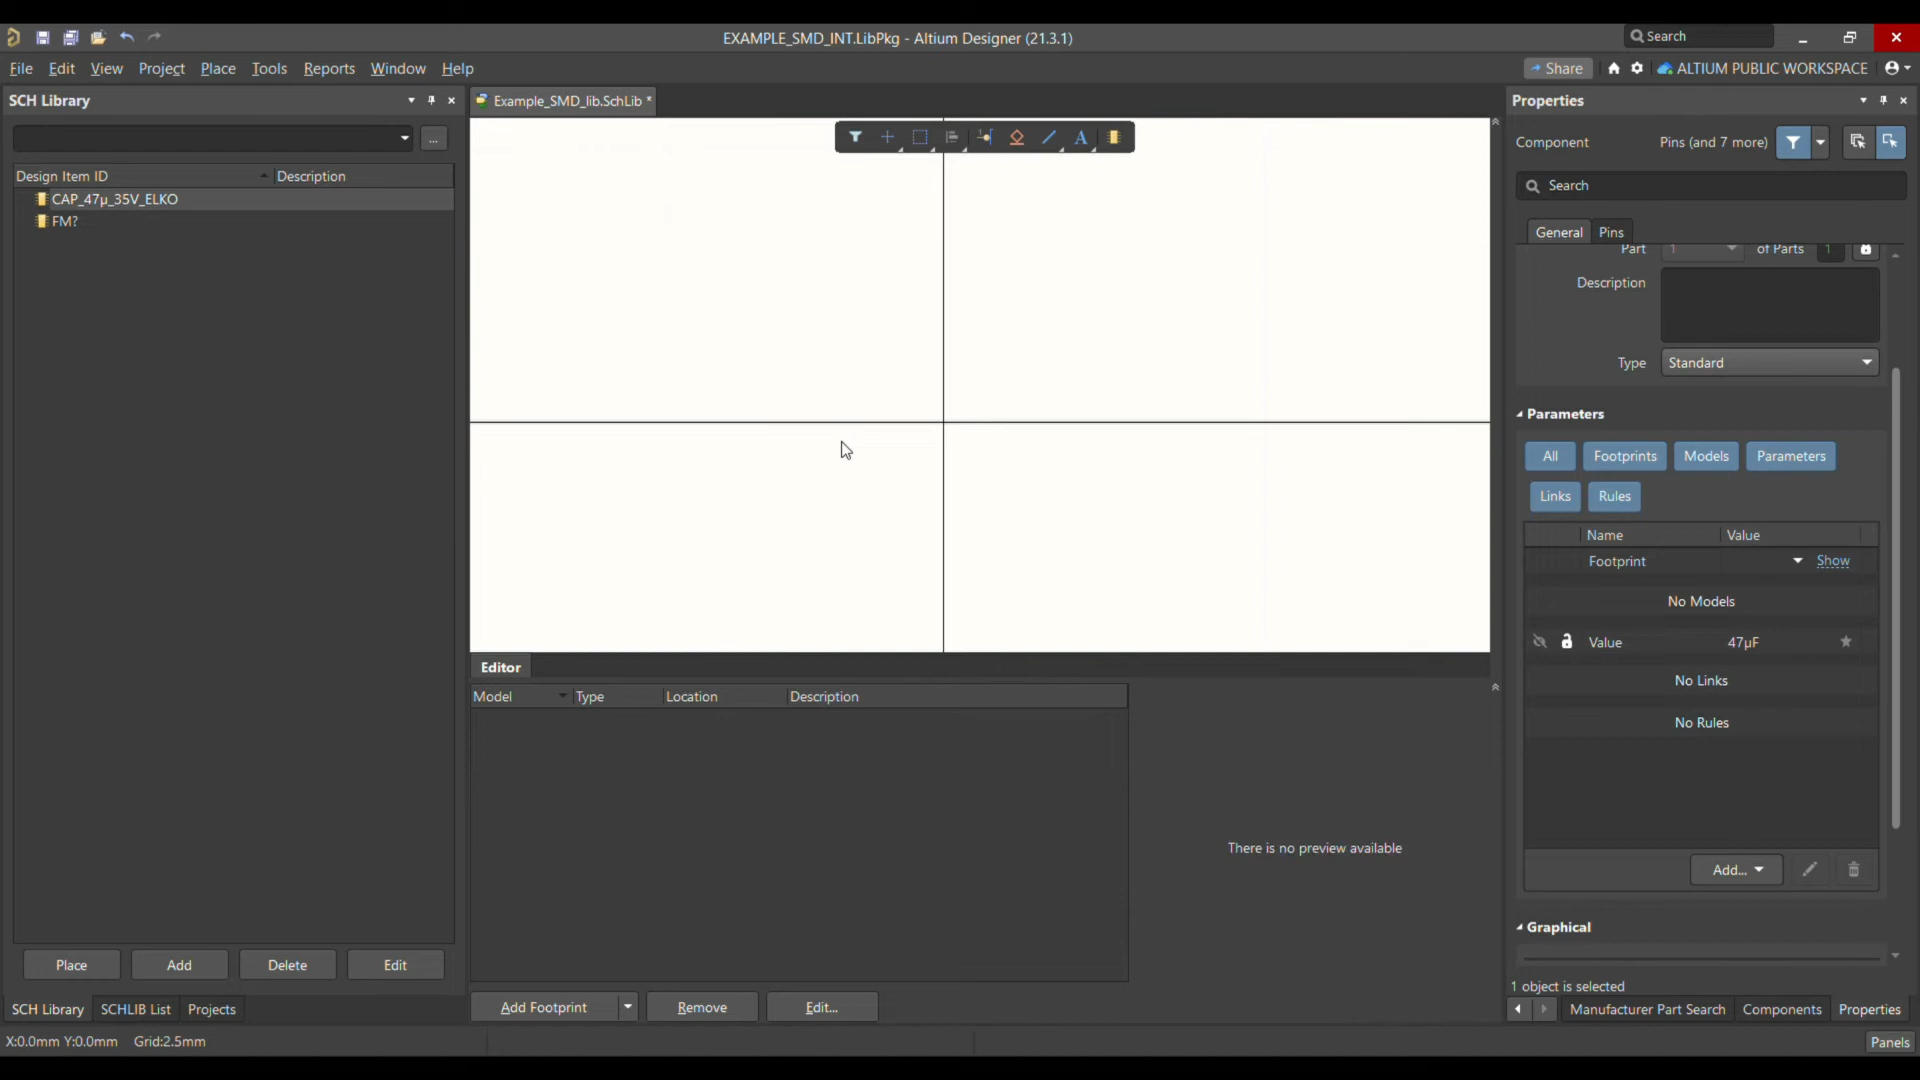 EXAMPLE_SMD_INT.LibPkg - Altium Designer (21.3.1)
Search
File Edit View Project Place Tools Reports Window Help
Share
ALTIUM PUBLIC WORKSPACE
SCH Library
...
Design Item ID Description
CAP_47µ_35V_ELKO
FM?
Place Add Delete Edit
SCH Library SCHLIB List Projects
X:0.0mm Y:0.0mm Grid:2.5mm
Example_SMD_lib.SchLib *
A
Editor
Model Type Location Description
There is no preview available
Add Footprint Remove Edit...
Properties
Component Pins (and 7 more)
Search
General Pins
Part 1 of Parts 1
Description
Type Standard
Parameters
All Footprints Models Parameters
Links Rules
Name Value
Footprint Show
No Models
Value 47µF
No Links
No Rules
Add...
Graphical
1 object is selected
Manufacturer Part Search Components Properties
Panels